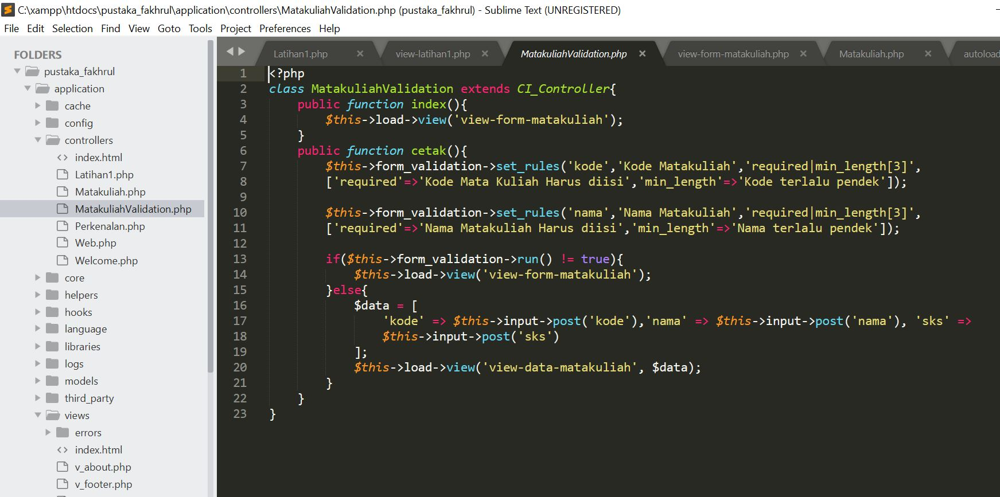 C:\xampp\htdocs\pustaka_fakhrul\application\controllers\MatakuliahValidation.php (pustaka_fakhrul) - Sublime Text (UNREGISTERED)
File Edit Selection Find View Goto Tools Project Preferences Help
FOLDERS
pustaka_fakhrul
application
cache
config
controllers
<> index.html
Latihan1.php
Matakuliah.php
MatakuliahValidation.php
Perkenalan.php
Web.php
Welcome.php
core
helpers
hooks
language
libraries
logs
models
third_party
views
errors
<> index.html
v_about.php
v_footer.php
Latihan1.php × view-latihan1.php × MatakuliahValidation.php × view-form-matakuliah.php × Matakuliah.php × autoload
1 <?php
2 class MatakuliahValidation extends CI_Controller{
3 public function index(){
4 $this->load->view('view-form-matakuliah');
5 }
6 public function cetak(){
7 $this->form_validation->set_rules('kode','Kode Matakuliah','required|min_length[3]',
8 ['required'=>'Kode Mata Kuliah Harus diisi','min_length'=>'Kode terlalu pendek']);
9
10 $this->form_validation->set_rules('nama','Nama Matakuliah','required|min_length[3]',
11 ['required'=>'Nama Matakuliah Harus diisi','min_length'=>'Nama terlalu pendek']);
12
13 if($this->form_validation->run() != true){
14 $this->load->view('view-form-matakuliah');
15 }else{
16 $data = [
17 'kode' => $this->input->post('kode'),'nama' => $this->input->post('nama'), 'sks' =>
18 $this->input->post('sks')
19 ];
20 $this->load->view('view-data-matakuliah', $data);
21 }
22 }
23 }